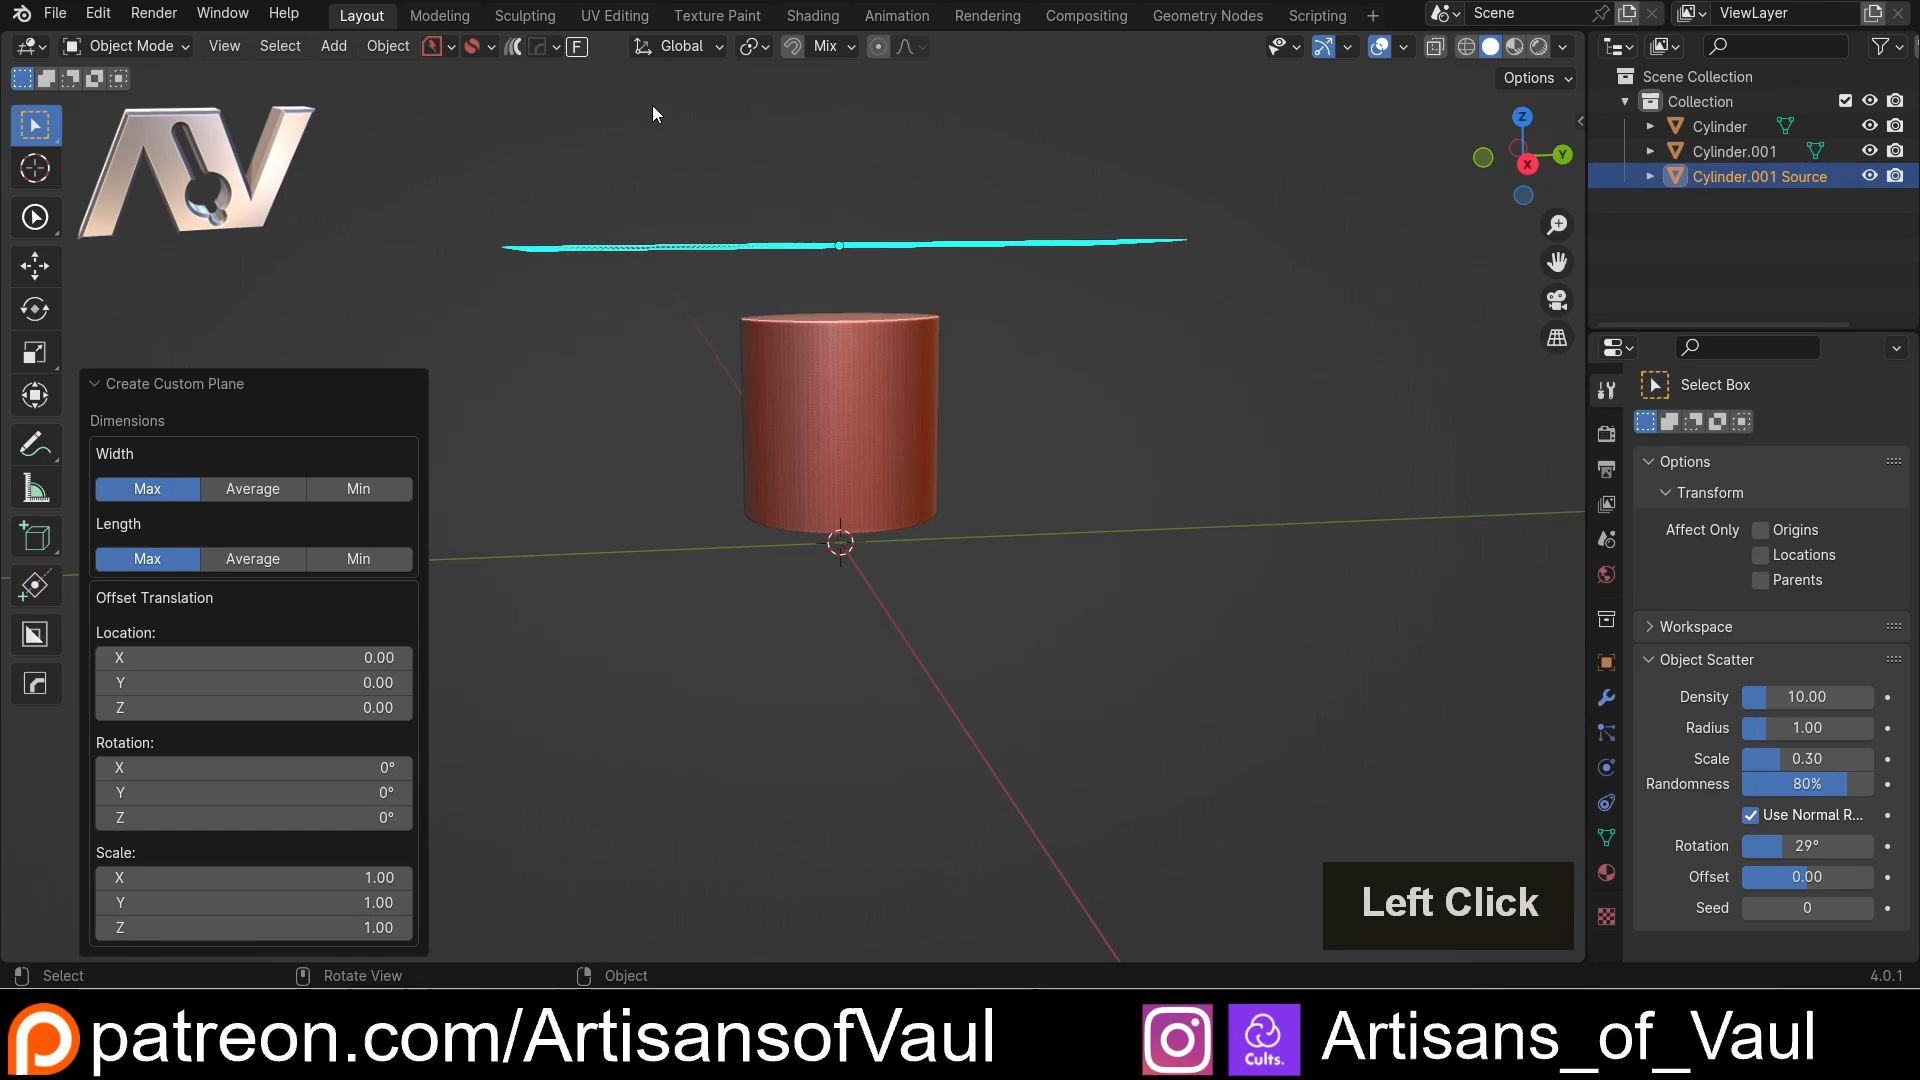 File Edit Render Window Help Layout Modeling Sculpting UV Editing Texture Paint Shading Animation Rendering Compositing Geometry Nodes Scripting + Scene ViewLayer
Object Mode View Select Add Object F Global Mix
Options
Scene Collection
Collection
Cylinder
Cylinder.001
Cylinder.001 Source
Z
Y
X
Create Custom Plane
Dimensions
Width
Max Average Min
Length
Max Average Min
Offset Translation
Location:
X 0.00
Y 0.00
Z 0.00
Rotation:
X 0°
Y 0°
Z 0°
Scale:
X 1.00
Y 1.00
Z 1.00
Select Box
Options
Transform
Affect Only Origins
Locations
Parents
Workspace
Object Scatter
Density 10.00
Radius 1.00
Scale 0.30
Randomness 80%
Use Normal R...
Rotation 29°
Offset 0.00
Seed 0
Left Click
Select Rotate View Object 4.0.1
patreon.com/ArtisansofVaul Cults. Artisans_of_Vaul